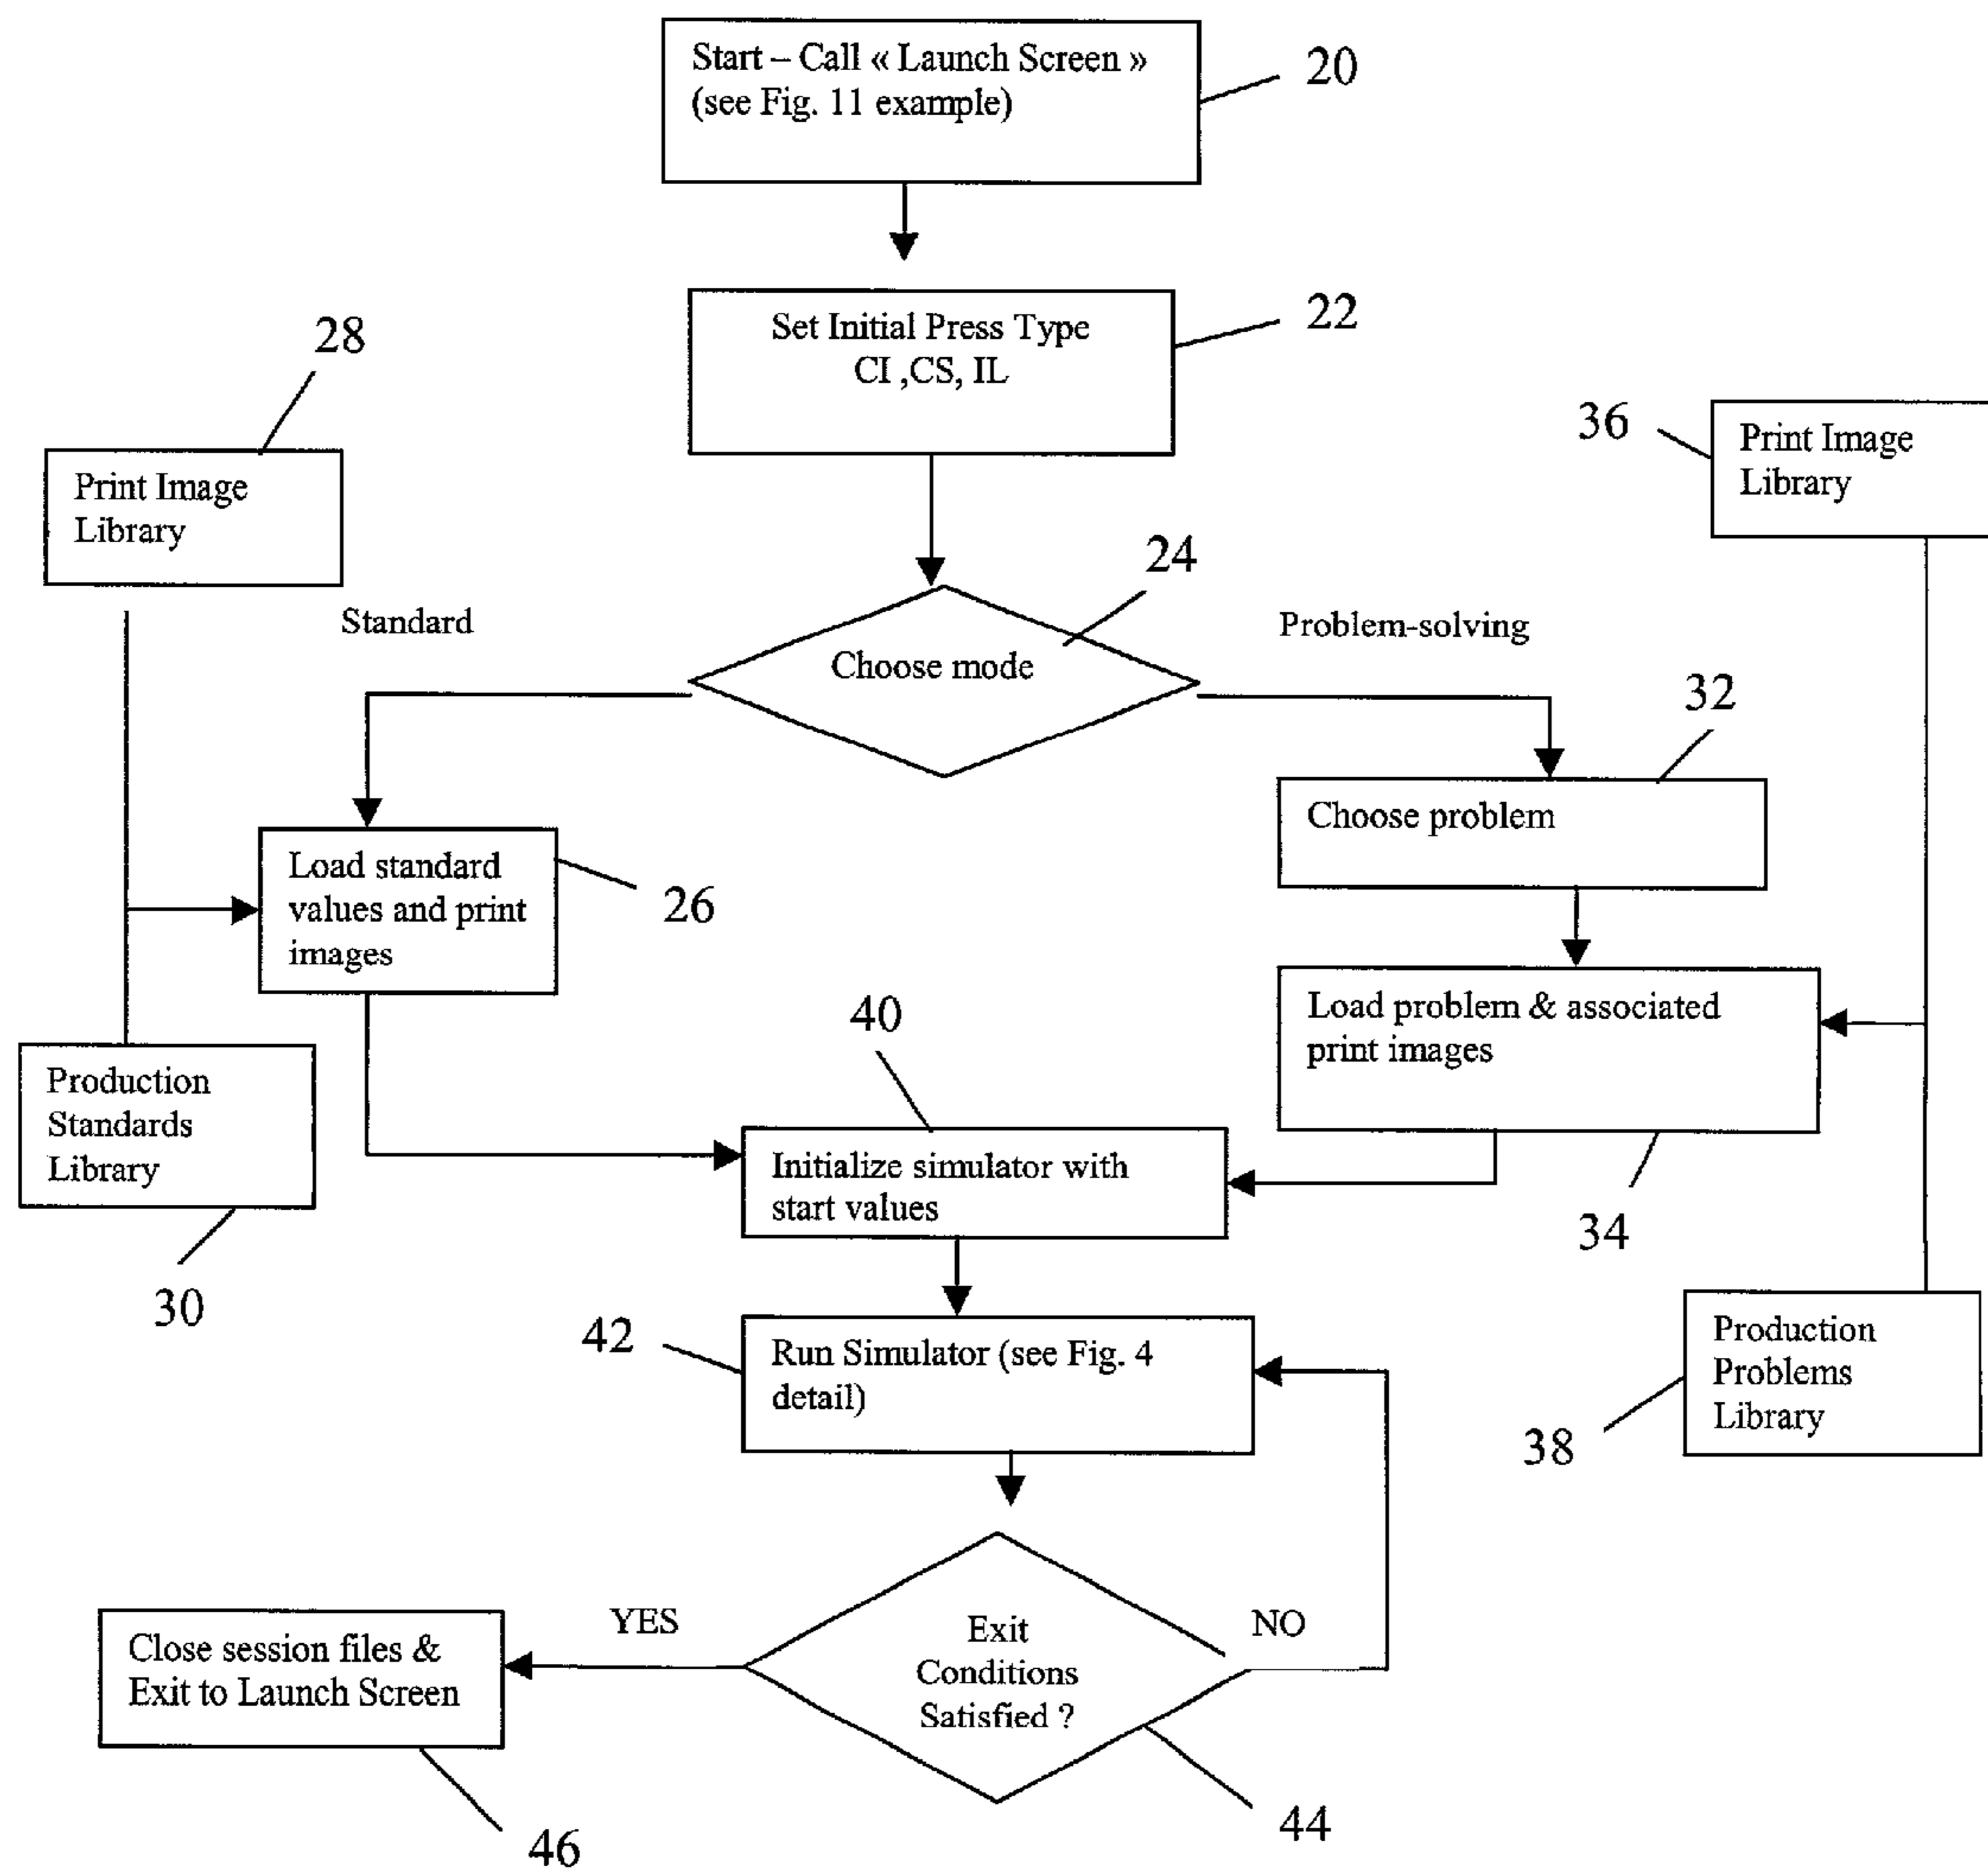 Start – Call « Launch Screen »
(see Fig. 11 example)
20
Set Initial Press Type
CI ,CS, IL
22
28
Print Image
Library
36
Print Image
Library
24
Standard
Choose mode
Problem-solving
32
Choose problem
Load standard
values and print
images
26
Load problem & associated
print images
34
40
Production
Standards
Library
30
Initialize simulator with
start values
42
Run Simulator (see Fig. 4
detail)
Production
Problems
Library
38
YES
Exit
Conditions
Satisfied ?
NO
44
Close session files &
Exit to Launch Screen
46